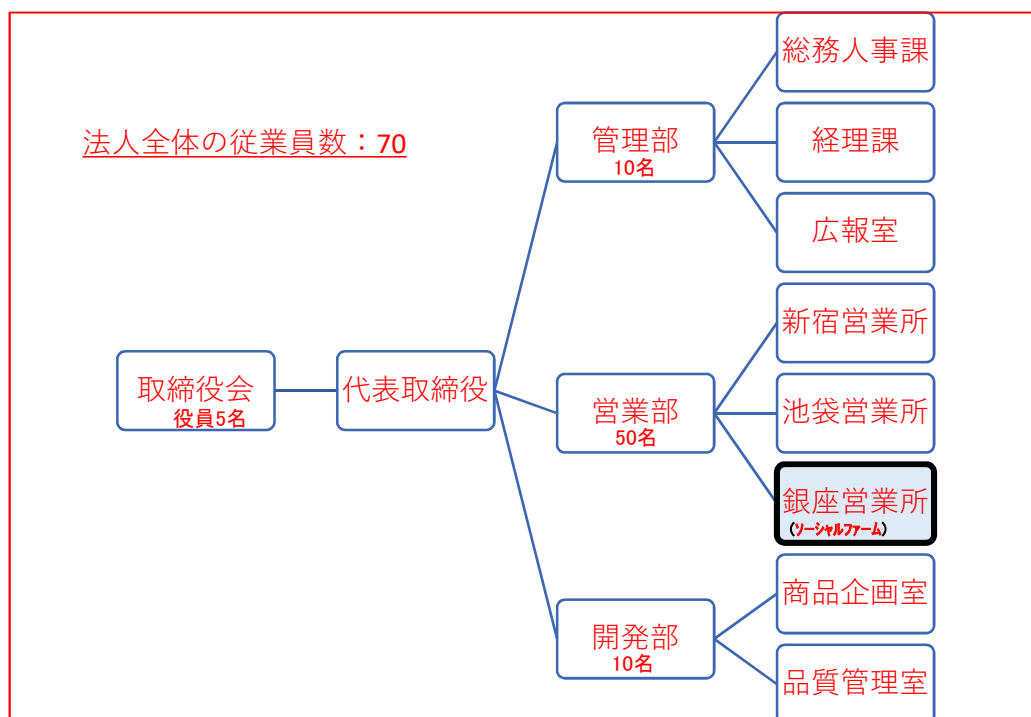 法人全体の従業員数：70
取締役会
役員5名
代表取締役
管理部
10名
総務人事課
経理課
広報室
営業部
50名
新宿営業所
池袋営業所
銀座営業所
(ソーシャルファーム)
開発部
10名
商品企画室
品質管理室